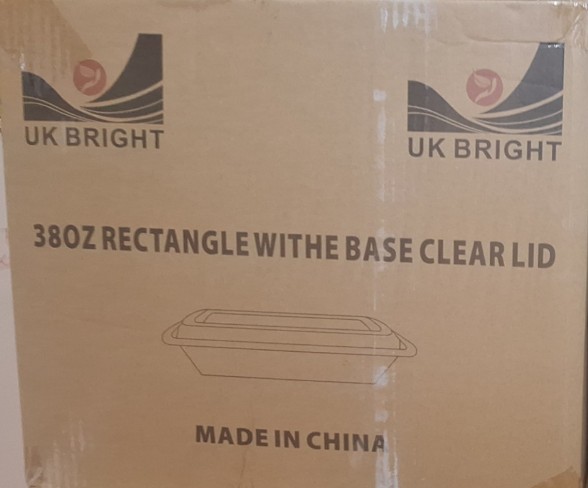 UK BRIGHT
UK BRIGHT
38OZ RECTANGLE WITHE BASE CLEAR LID
MADE IN CHINA